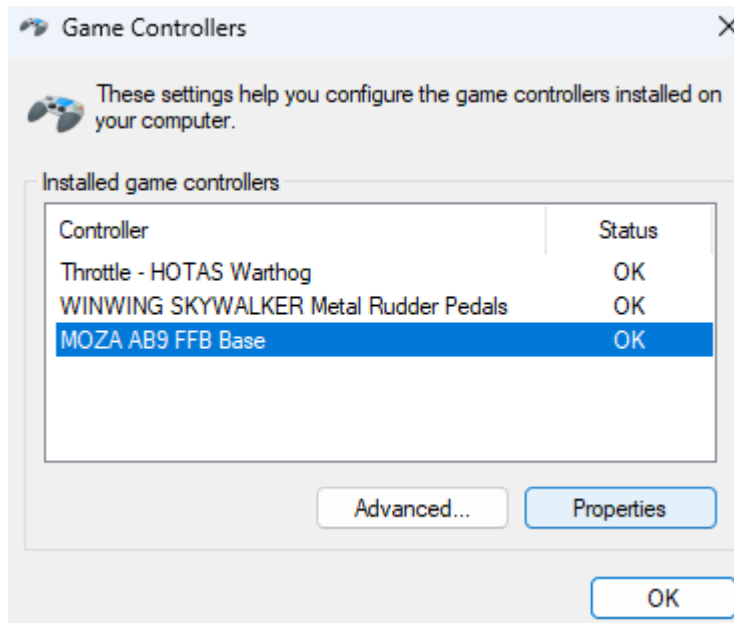 Game Controllers
These settings help you configure the game controllers installed on
your computer.
Installed game controllers
Controller Status
Throttle - HOTAS Warthog OK
WINWING SKYWALKER Metal Rudder Pedals OK
MOZA AB9 FFB Base OK
Advanced... Properties
OK